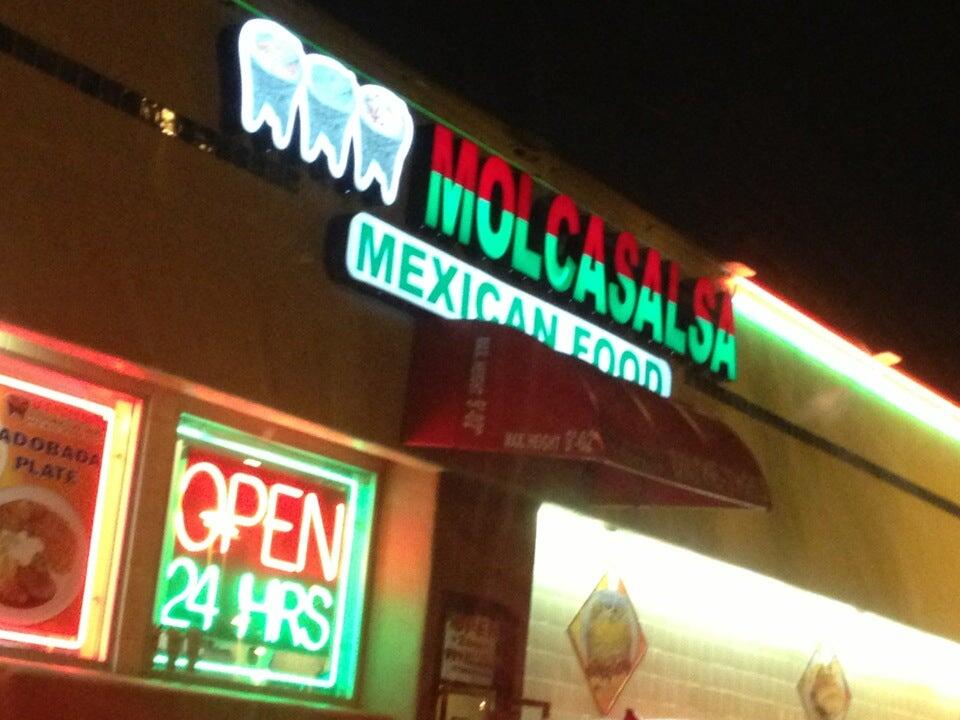 MOLCASALSA
MEXICAN FOOD
ADOBADA
PLATE
OPEN
24 HRS